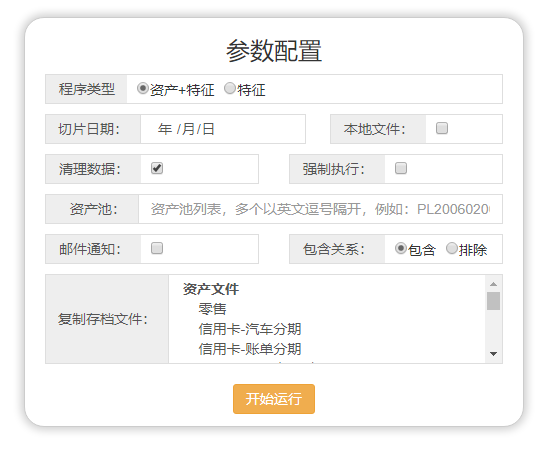 参数配置
程序类型 资产+特征 特征
切片日期： 年 /月/日 本地文件：
清理数据： 强制执行：
资产池： 资产池列表，多个以英文逗号隔开，例如：PL2006020
邮件通知： 包含关系： 包含 排除
复制存档文件：
资产文件
零售
信用卡-汽车分期
信用卡-账单分期
开始运行